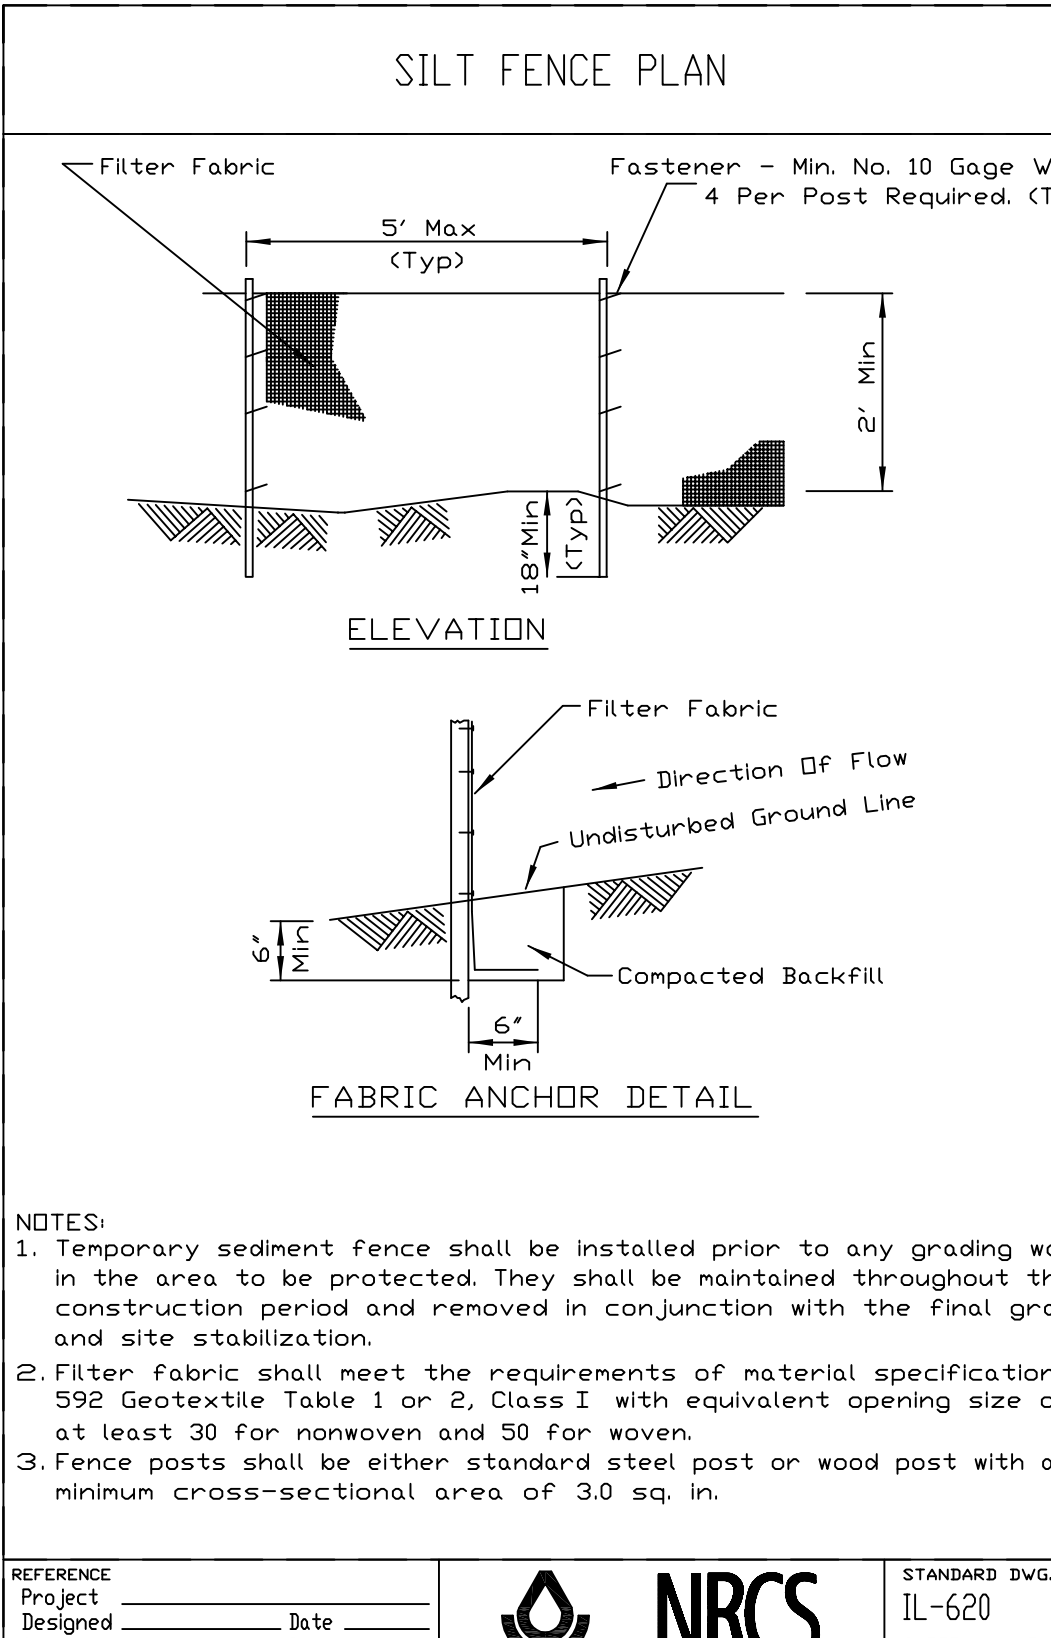 SILT FENCE PLAN
Filter Fabric
Fastener - Min. No. 10 Gage
4 Per Post Required.
5' Max
(Typ)
2' Min
18"Min
(Typ)
ELEVATION
Filter Fabric
Direction Of Flow
Undisturbed Ground Line
6"
Min
Compacted Backfill
6"
Min
FABRIC ANCHOR DETAIL
NOTES:
1. Temporary sediment fence shall be installed prior to any grading
in the area to be protected. They shall be maintained throughout
construction period and removed in conjunction with the final
and site stabilization.
2. Filter fabric shall meet the requirements of material specification
592 Geotextile Table 1 or 2, Class I with equivalent opening size
at least 30 for nonwoven and 50 for woven.
3. Fence posts shall be either standard steel post or wood post with a
minimum cross-sectional area of 3.0 sq. in.
REFERENCE
Project
Designed Date
NRCS
STANDARD DWG.
IL-620